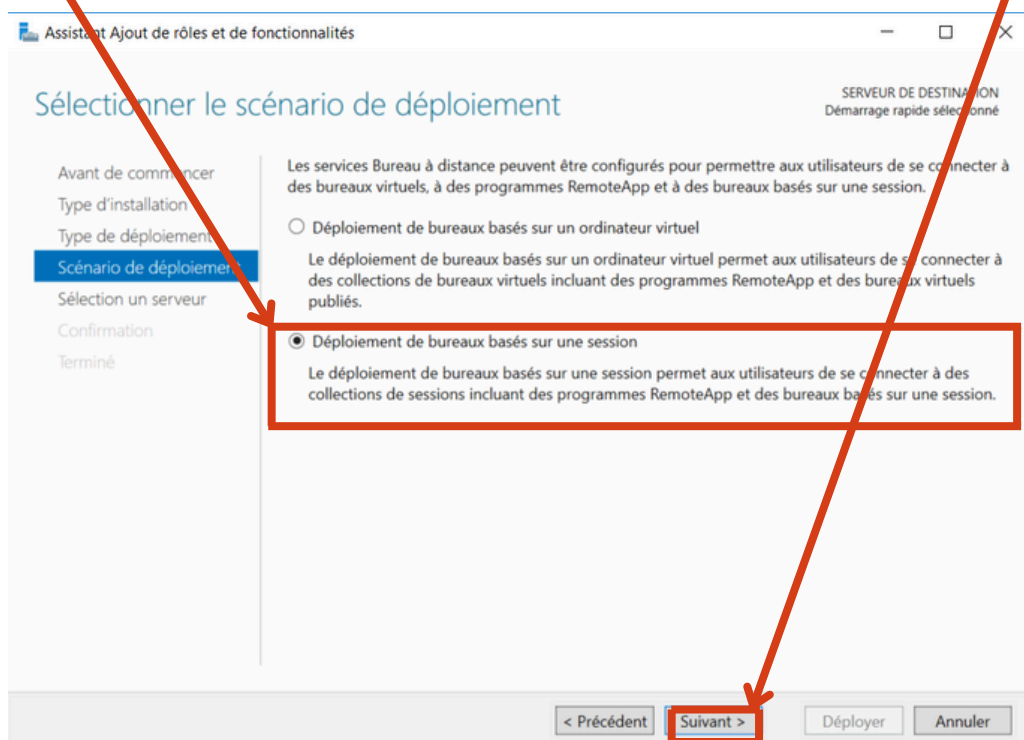 Assistant Ajout de rôles et de fonctionnalités
Sélectionner le scénario de déploiement
SERVEUR DE DESTINATION
Démarrage rapide sélectionné
Avant de commencer
Type d'installation
Type de déploiement
Scénario de déploiement
Sélection un serveur
Confirmation
Terminé
Les services Bureau à distance peuvent être configurés pour permettre aux utilisateurs de se connecter à
des bureaux virtuels, à des programmes RemoteApp et à des bureaux basés sur une session.
Déploiement de bureaux basés sur un ordinateur virtuel
Le déploiement de bureaux basés sur un ordinateur virtuel permet aux utilisateurs de se connecter à
des collections de bureaux virtuels incluant des programmes RemoteApp et des bureaux virtuels
publiés.
Déploiement de bureaux basés sur une session
Le déploiement de bureaux basés sur une session permet aux utilisateurs de se connecter à des
collections de sessions incluant des programmes RemoteApp et des bureaux basés sur une session.
< Précédent
Suivant >
Déployer
Annuler